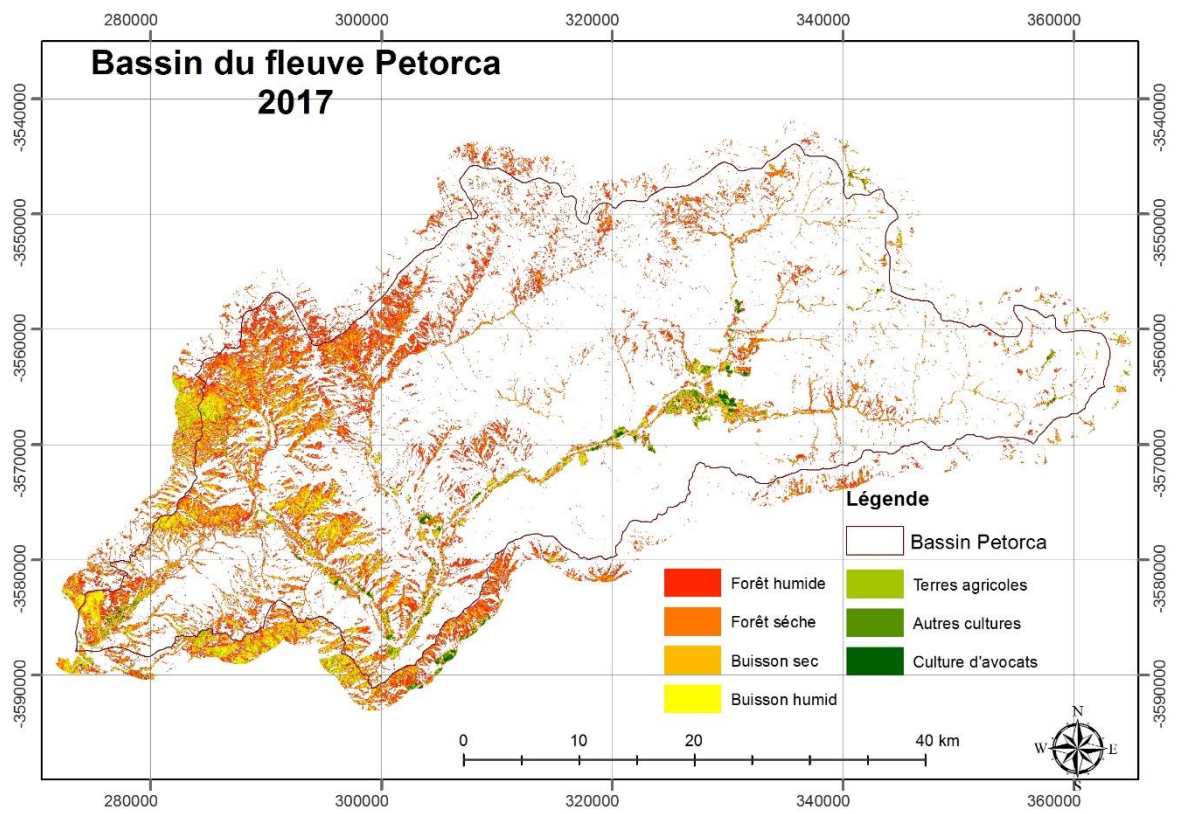 280000 300000 320000 340000 360000
Bassin du fleuve Petorca
2017
-3540000 -3540000
-3550000 -3550000
-3560000 -3560000
-3570000 -3570000
-3580000 -3580000
-3590000 -3590000
Légende
Bassin Petorca
Forêt humide
Forêt séche
Buisson sec
Buisson humid
Terres agricoles
Autres cultures
Culture d'avocats
0 10 20 40 km
N
W E
S
280000 300000 320000 340000 360000